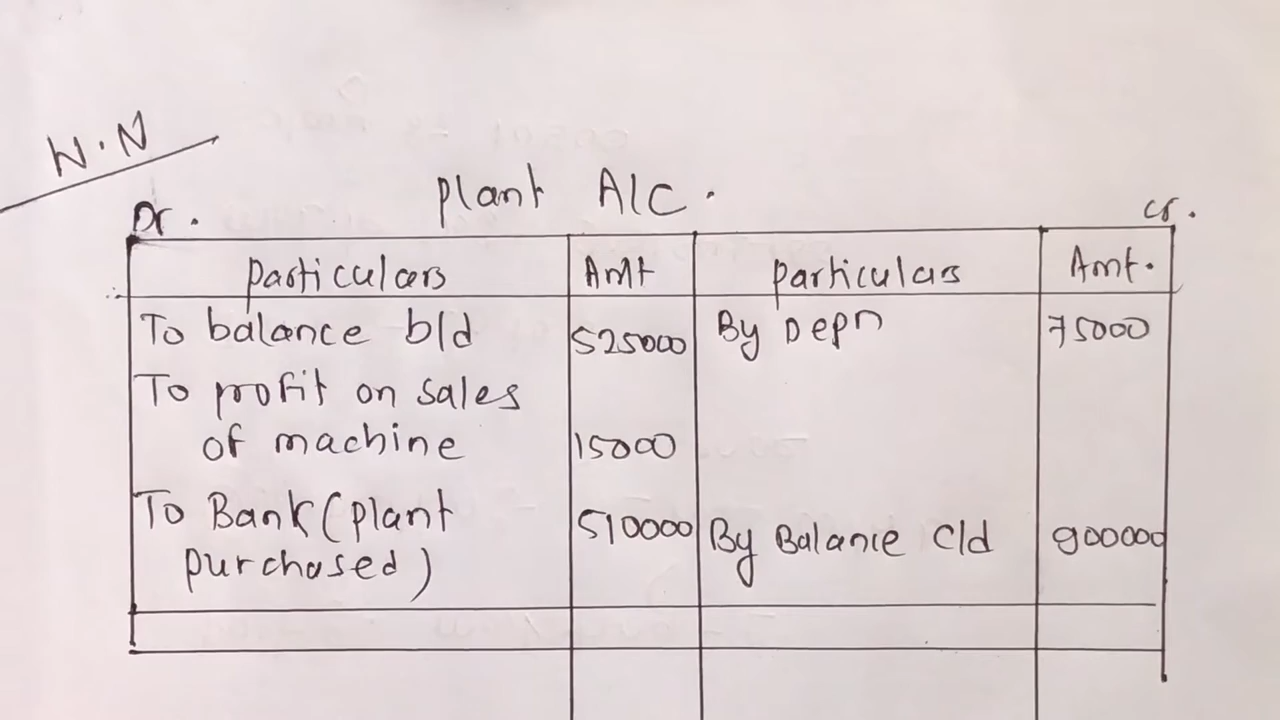 W.N
Plant A/C.
Dr. Cr.
Particulars Amt Particulars Amt.
To balance b/d 525000 By Depn 75000
To profit on sales
of machine 15000
To Bank (plant 510000 By Balance C/d 900000
purchased)